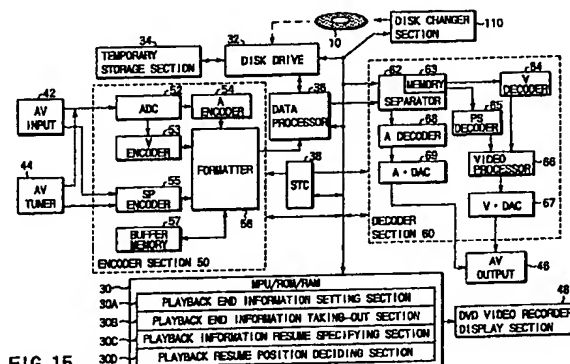 10
DISK CHANGER
SECTION
110
34
TEMPORARY
STORAGE SECTION
32
DISK DRIVE
42
AV
INPUT
44
AV
TUNER
52
ADC
54
A ENCODER
53
V
ENCODER
FORMATTER
55
SP
ENCODER
57
BUFFER
MEMORY
56
ENCODER SECTION 50
36
DATA
PROCESSOR
38
STC
62
63
MEMORY
SEPARATOR
64
V
DECODER
65
PS
DECODER
68
A DECODER
69
A・DAC
VIDEO
PROCESSOR
66
V・DAC
67
DECODER
SECTION 60
AV
OUTPUT
46
30
MPU/ROM/RAM
30A
PLAYBACK END INFORMATION SETTING SECTION
30B
PLAYBACK END INFORMATION TAKING-OUT SECTION
30C
PLAYBACK INFORMATION RESUME SPECIFYING SECTION
30D
PLAYBACK RESUME POSITION DECIDING SECTION
48
DVD VIDEO RECORDER
DISPLAY SECTION
FIG. 15